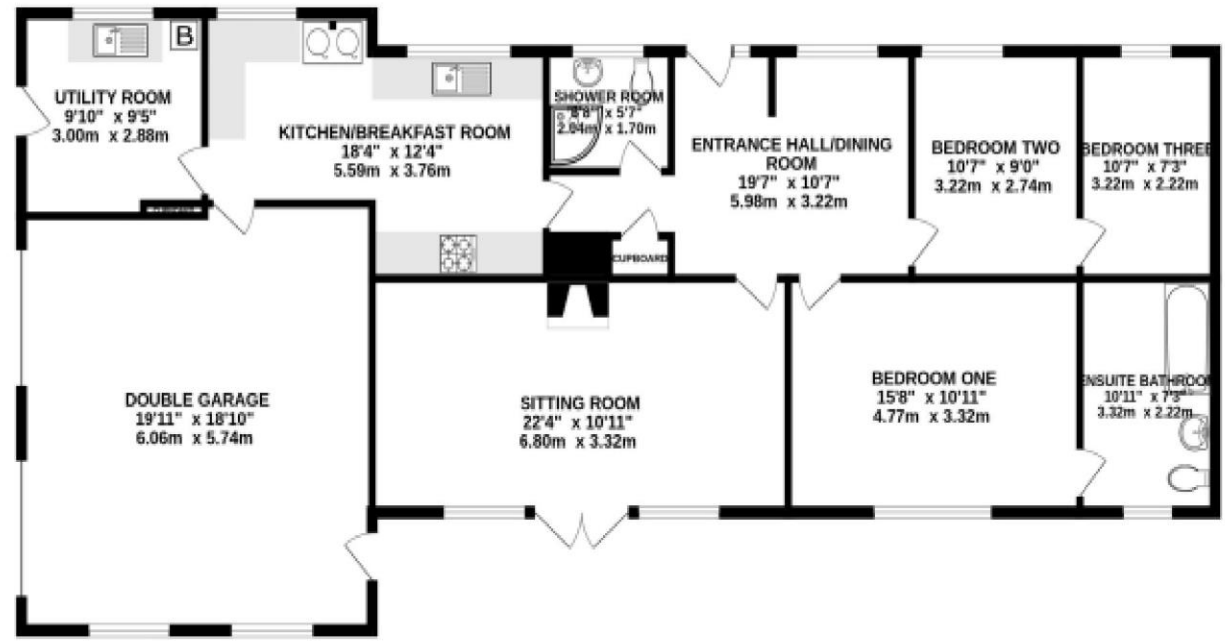 B
UTILITY ROOM
9'10" x 9'5"
3.00m x 2.88m
KITCHEN/BREAKFAST ROOM
18'4" x 12'4"
5.59m x 3.76m
SHOWER ROOM
x 5'7"
x 1.70m
ENTRANCE HALL/DINING
ROOM
19'7" x 10'7"
5.98m x 3.22m
BEDROOM TWO
10'7" x 9'0"
3.22m x 2.74m
BEDROOM THREE
10'7" x 7'3"
3.22m x 2.22m
CUPBOARD
DOUBLE GARAGE
19'11" x 18'10"
6.06m x 5.74m
SITTING ROOM
22'4" x 10'11"
6.80m x 3.32m
BEDROOM ONE
15'8" x 10'11"
4.77m x 3.32m
ENSUITE BATHROOM
10'11" x 7'3"
3.32m x 2.22m